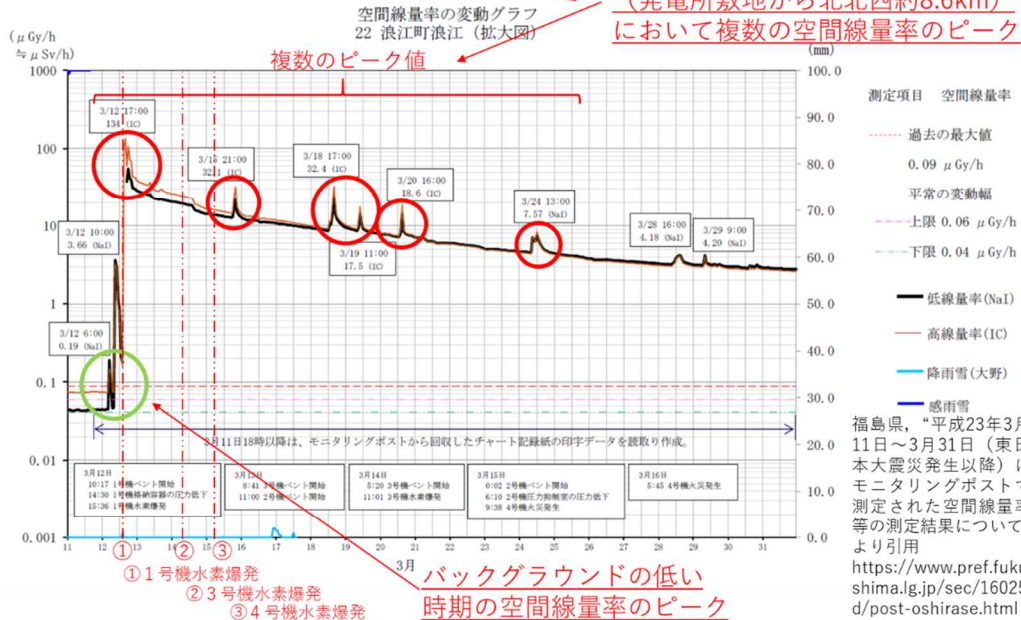 (発電所敷地から北北西約8.6km)
において複数の空間線量率のピーク
空間線量率の変動グラフ
22 浪江町浪江（拡大図）
(μGy/h
≒μSv/h)
(mm)
複数のピーク値
1000
100
10
1
0.1
0.01
0.001
100.0
90.0
80.0
70.0
60.0
50.0
40.0
30.0
20.0
10.0
0.0
3/12 17:00
134 (IC)
21:00
32.1 (IC)
3/18 17:00
32.4 (IC)
3/20 16:00
18.6 (IC)
3/24 13:00
7.57 (NaI)
3/12 10:00
3.66 (NaI)
3/19 11:00
17.5 (IC)
3/28 16:00
4.18 (NaI)
3/29 9:00
4.20 (NaI)
3/12 6:00
0.19 (NaI)
3月11日18時以降は、モニタリングポストから回収したチャート記録紙の印字データを読取り作成。
3月12日
10:17 1号機ベント開始
14:30 1号機格納容器の圧力低下
15:36 1号機水素爆発
3月13日
8:41 3号機ベント開始
11:00 2号機ベント開始
3月14日
5:20 3号機ベント開始
11:01 3号機水素爆発
3月15日
0:02 2号機ベント開始
6:10 2号機圧力抑制室の圧力低下
9:38 4号機火災発生
3月16日
5:45 4号機火災発生
11 12 13 14 15 16 17 18 19 20 21 22 23 24 25 26 27 28 29 30 31
3月
① ② ③
①1号機水素爆発
②3号機水素爆発
③4号機水素爆発
バックグラウンドの低い
時期の空間線量率のピーク
測定項目 空間線量率
過去の最大値
0.09 μGy/h
平常の変動幅
上限 0.06 μGy/h
下限 0.04 μGy/h
低線量率(NaI)
高線量率(IC)
降雨雪(大野)
感雨雪
福島県，“平成23年3月
11日～3月31日（東日
本大震災発生以降）に
モニタリングポストで
測定された空間線量率
等の測定結果について”
より引用
https://www.pref.fuku
shima.lg.jp/sec/16025
d/post-oshirase.html